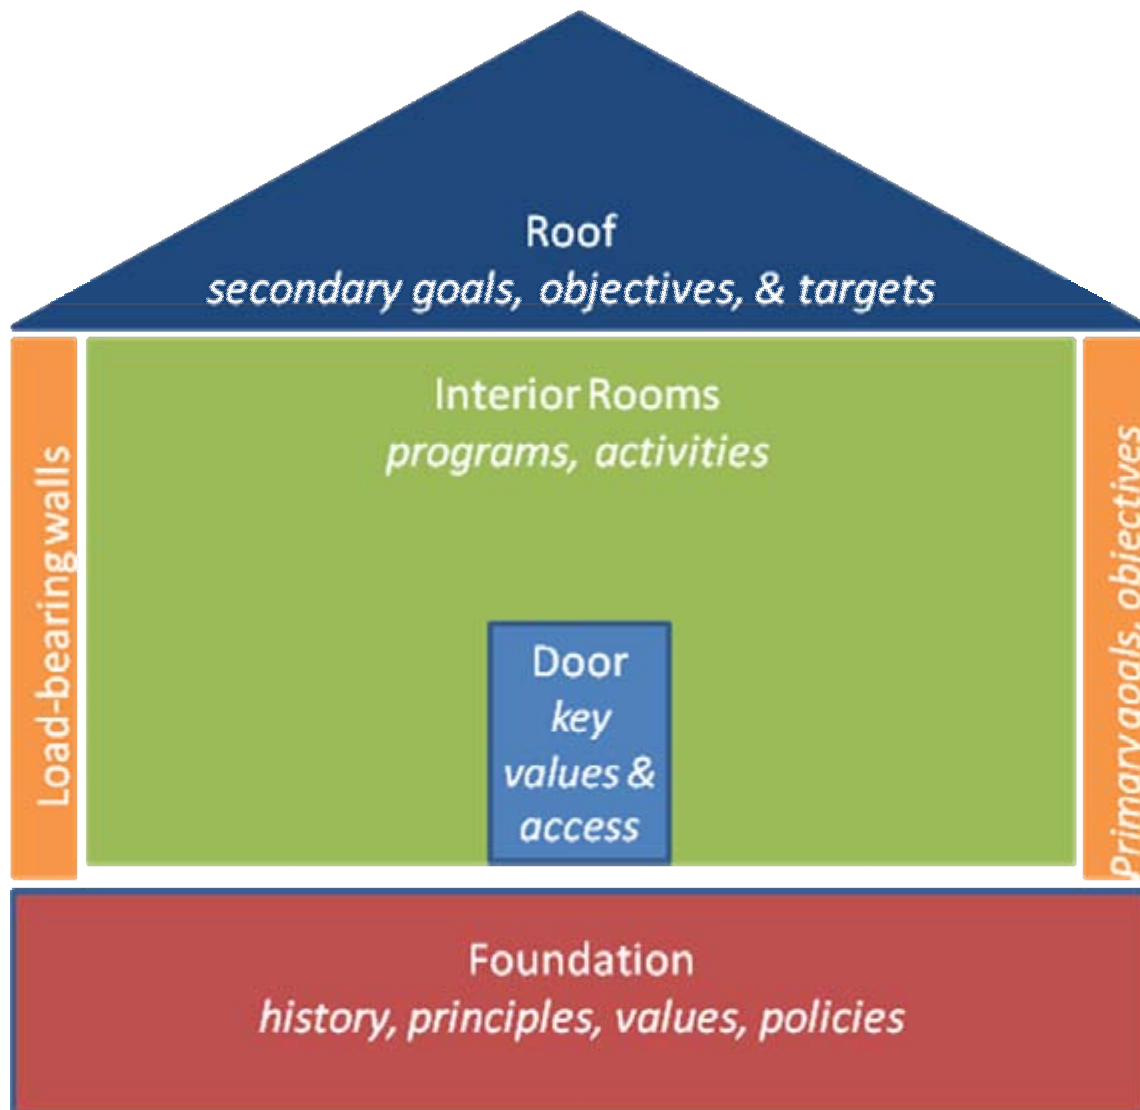 Roof
secondary goals, objectives, & targets
Interior Rooms
programs, activities
Load-bearing walls
Primary goals, objectives
Door
key
values &
access
Foundation
history, principles, values, policies